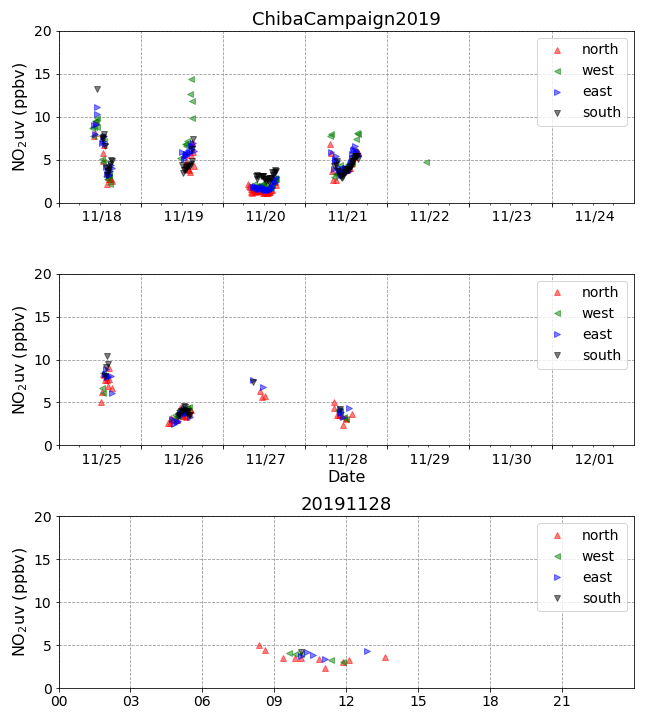 ChibaCampaign2019
20
15
10
5
0
NO₂uv (ppbv)
north
west
east
south
11/18 11/19 11/20 11/21 11/22 11/23 11/24
20
15
10
5
0
NO₂uv (ppbv)
north
west
east
south
11/25 11/26 11/27 11/28 11/29 11/30 12/01
Date
20191128
20
15
10
5
0
NO₂uv (ppbv)
north
west
east
south
00 03 06 09 12 15 18 21